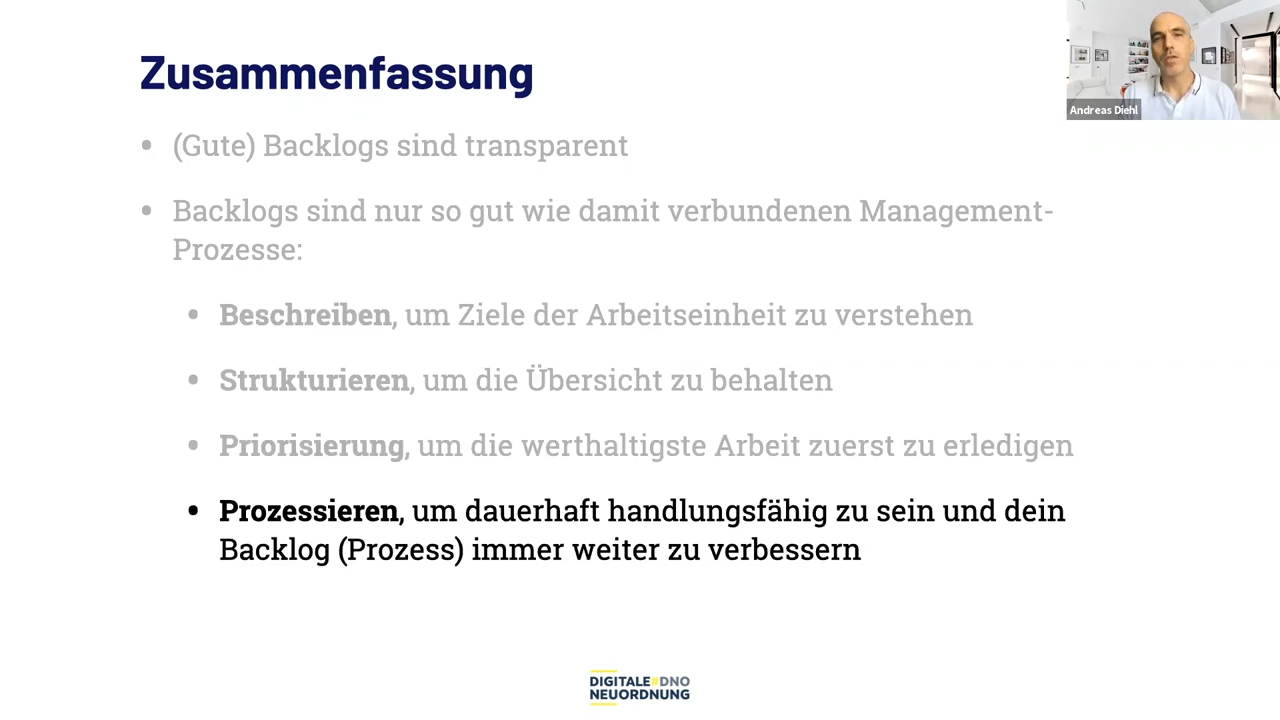 Zusammenfassung
Andreas Diehl
• (Gute) Backlogs sind transparent
• Backlogs sind nur so gut wie damit verbundenen Management-
Prozesse:
• Beschreiben, um Ziele der Arbeitseinheit zu verstehen
• Strukturieren, um die Übersicht zu behalten
• Priorisierung, um die werthaltigste Arbeit zuerst zu erledigen
• Prozessieren, um dauerhaft handlungsfähig zu sein und dein
Backlog (Prozess) immer weiter zu verbessern
DIGITALE#DNO
NEUORDNUNG